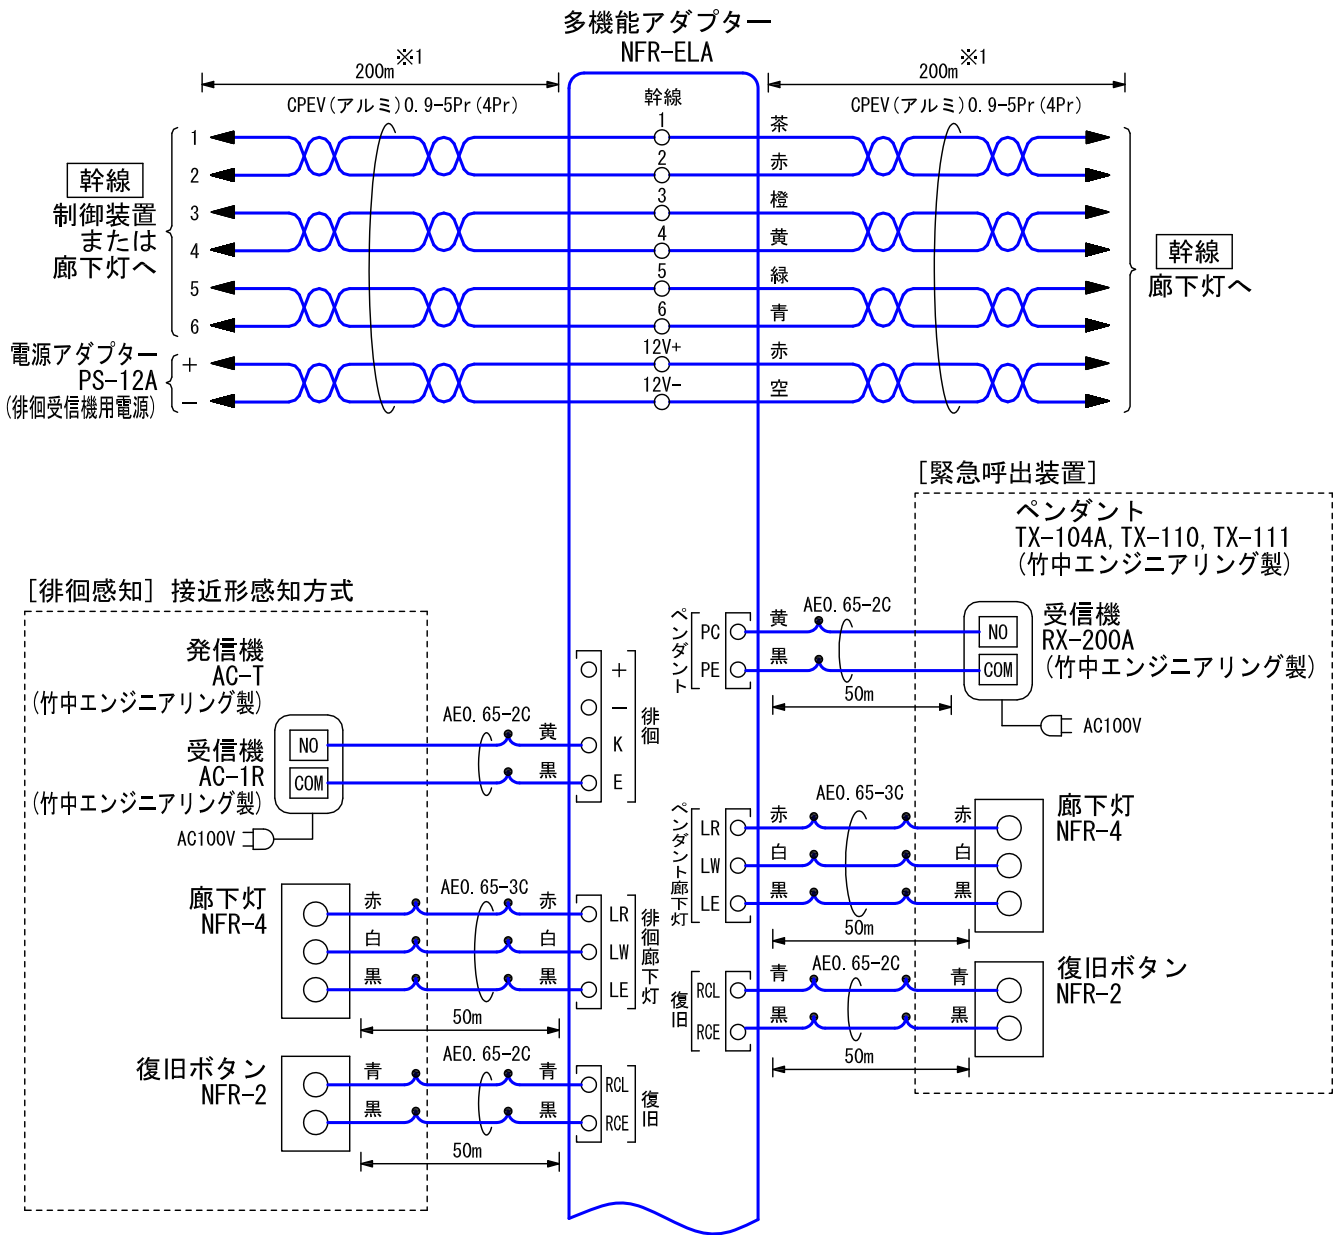 多機能アダプター
NFR-ELA
200m※1
200m※1
CPEV(アルミ)0.9-5Pr(4Pr)
CPEV(アルミ)0.9-5Pr(4Pr)
幹線
1
1
茶
2
2
赤
3
3
橙
4
4
黄
5
5
緑
6
6
青
+
12V+
赤
−
12V-
空
幹線
制御装置
または
廊下灯へ
電源アダプター
PS-12A
(徘徊受信機用電源)
幹線
廊下灯へ
[緊急呼出装置]
ペンダント
TX-104A, TX-110, TX-111
(竹中エンジニアリング製)
受信機
RX-200A
(竹中エンジニアリング製)
NO
COM
AC100V
ペンダント
PC
PE
黄
黒
AE0.65-2C
50m
[徘徊感知] 接近形感知方式
発信機
AC-T
(竹中エンジニアリング製)
受信機
AC-1R
(竹中エンジニアリング製)
NO
COM
AC100V
AE0.65-2C
黄
黒
+
−
K
E
徘徊
ペンダント廊下灯
LR
LW
LE
赤
白
黒
AE0.65-3C
赤
白
黒
50m
廊下灯
NFR-4
廊下灯
NFR-4
赤
白
黒
AE0.65-3C
赤
白
黒
LR
LW
LE
徘徊廊下灯
50m
復旧
RCL
RCE
青
黒
AE0.65-2C
青
黒
50m
復旧ボタン
NFR-2
復旧ボタン
NFR-2
青
黒
AE0.65-2C
青
黒
RCL
RCE
復旧
50m